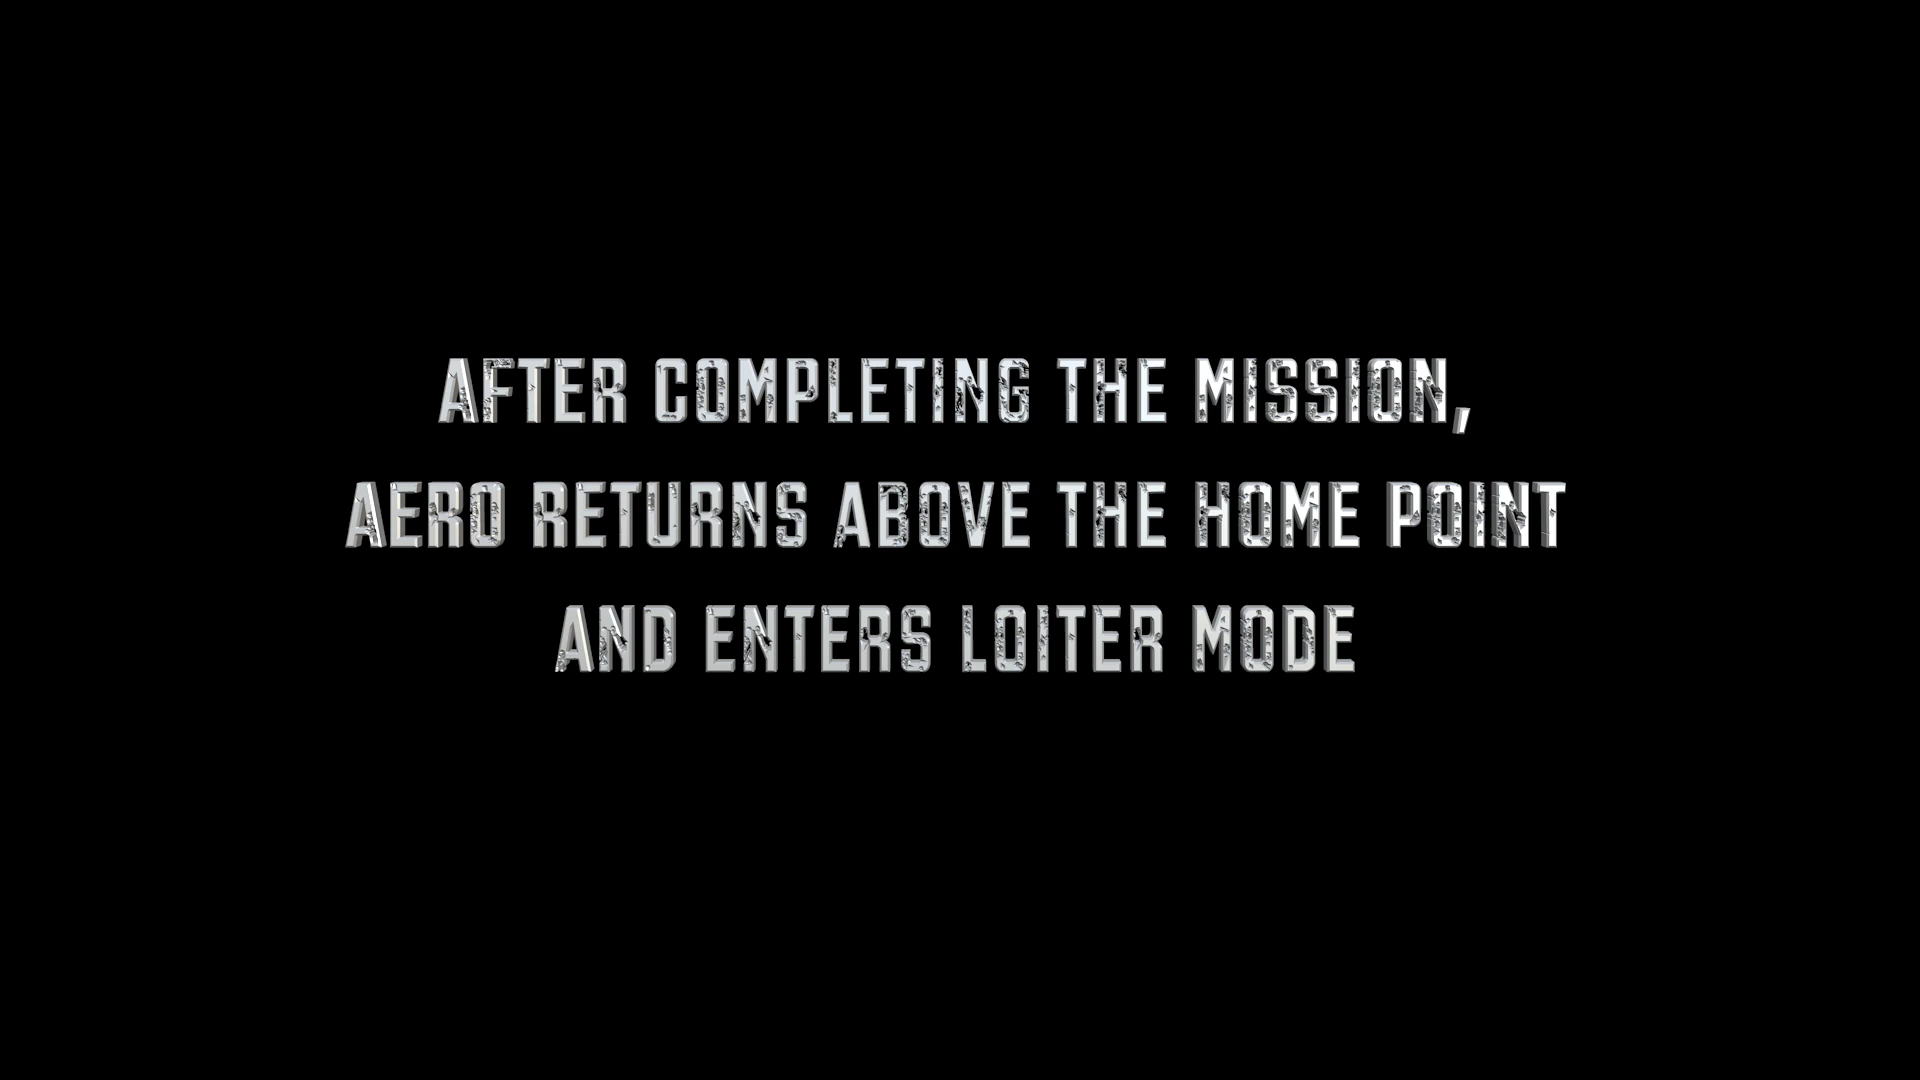 AFTER COMPLETING THE MISSION,
AERO RETURNS ABOVE THE HOME POINT
AND ENTERS LOITER MODE